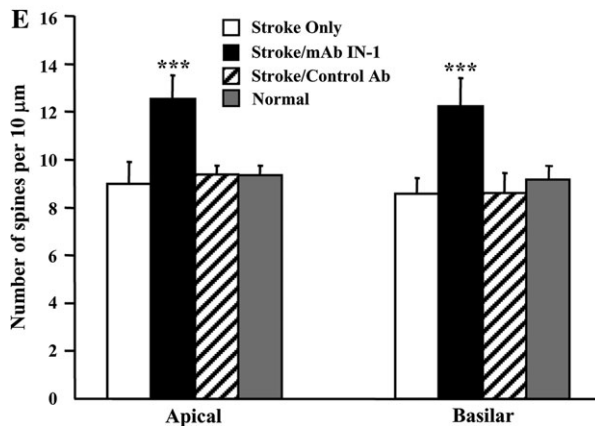 E
Number of spines per 10 μm
16
14
12
10
8
6
4
2
0
Stroke Only
Stroke/mAb IN-1
Stroke/Control Ab
Normal
***
***
Apical
Basilar